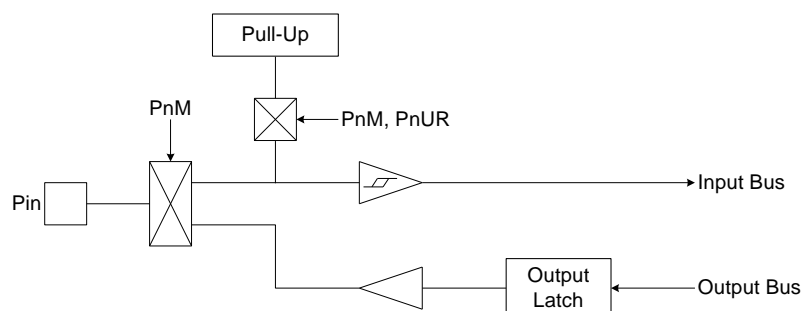 Pull-Up
PnM
PnM, PnUR
Pin
Input Bus
Output
Latch
Output Bus